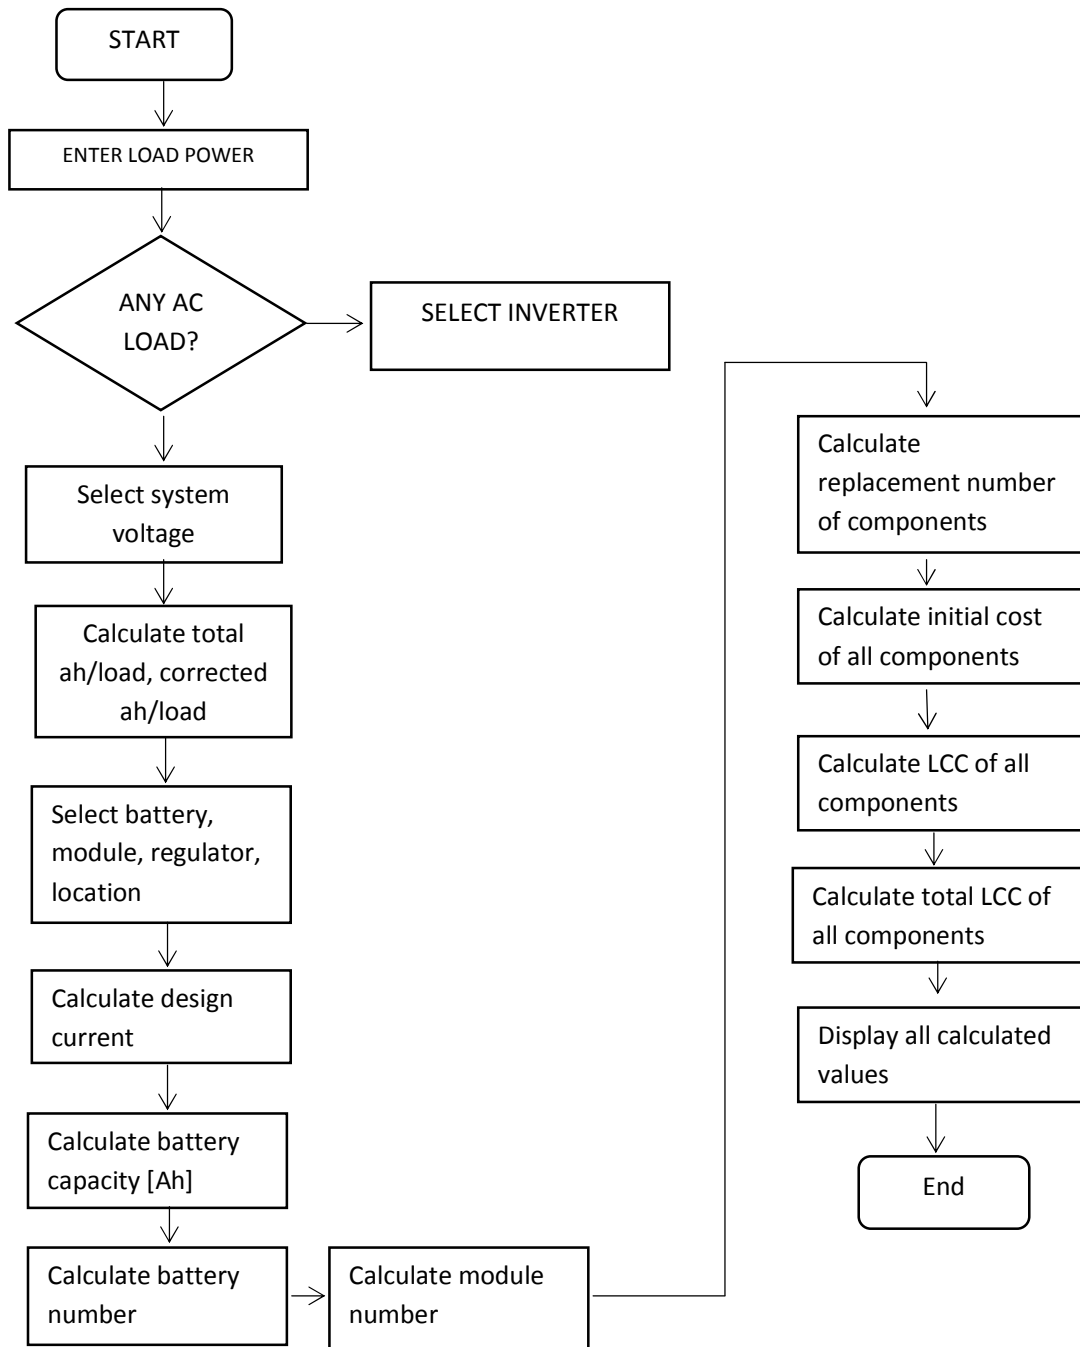 START
ENTER LOAD POWER
ANY AC
LOAD?
SELECT INVERTER
Select system
voltage
Calculate total
ah/load, corrected
ah/load
Select battery,
module, regulator,
location
Calculate design
current
Calculate battery
capacity [Ah]
Calculate battery
number
Calculate module
number
Calculate
replacement number
of components
Calculate initial cost
of all components
Calculate LCC of all
components
Calculate total LCC of
all components
Display all calculated
values
End